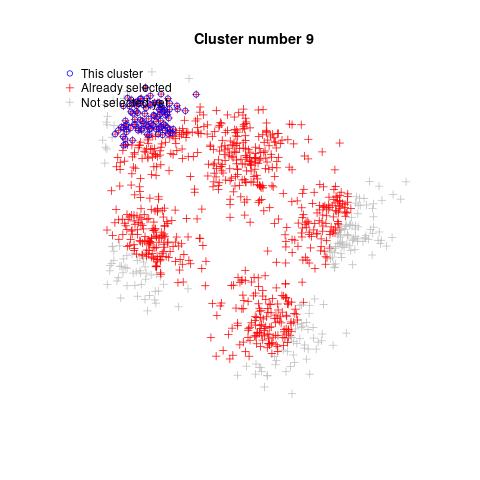 Cluster number 9
This cluster
Already selected
Not selected yet